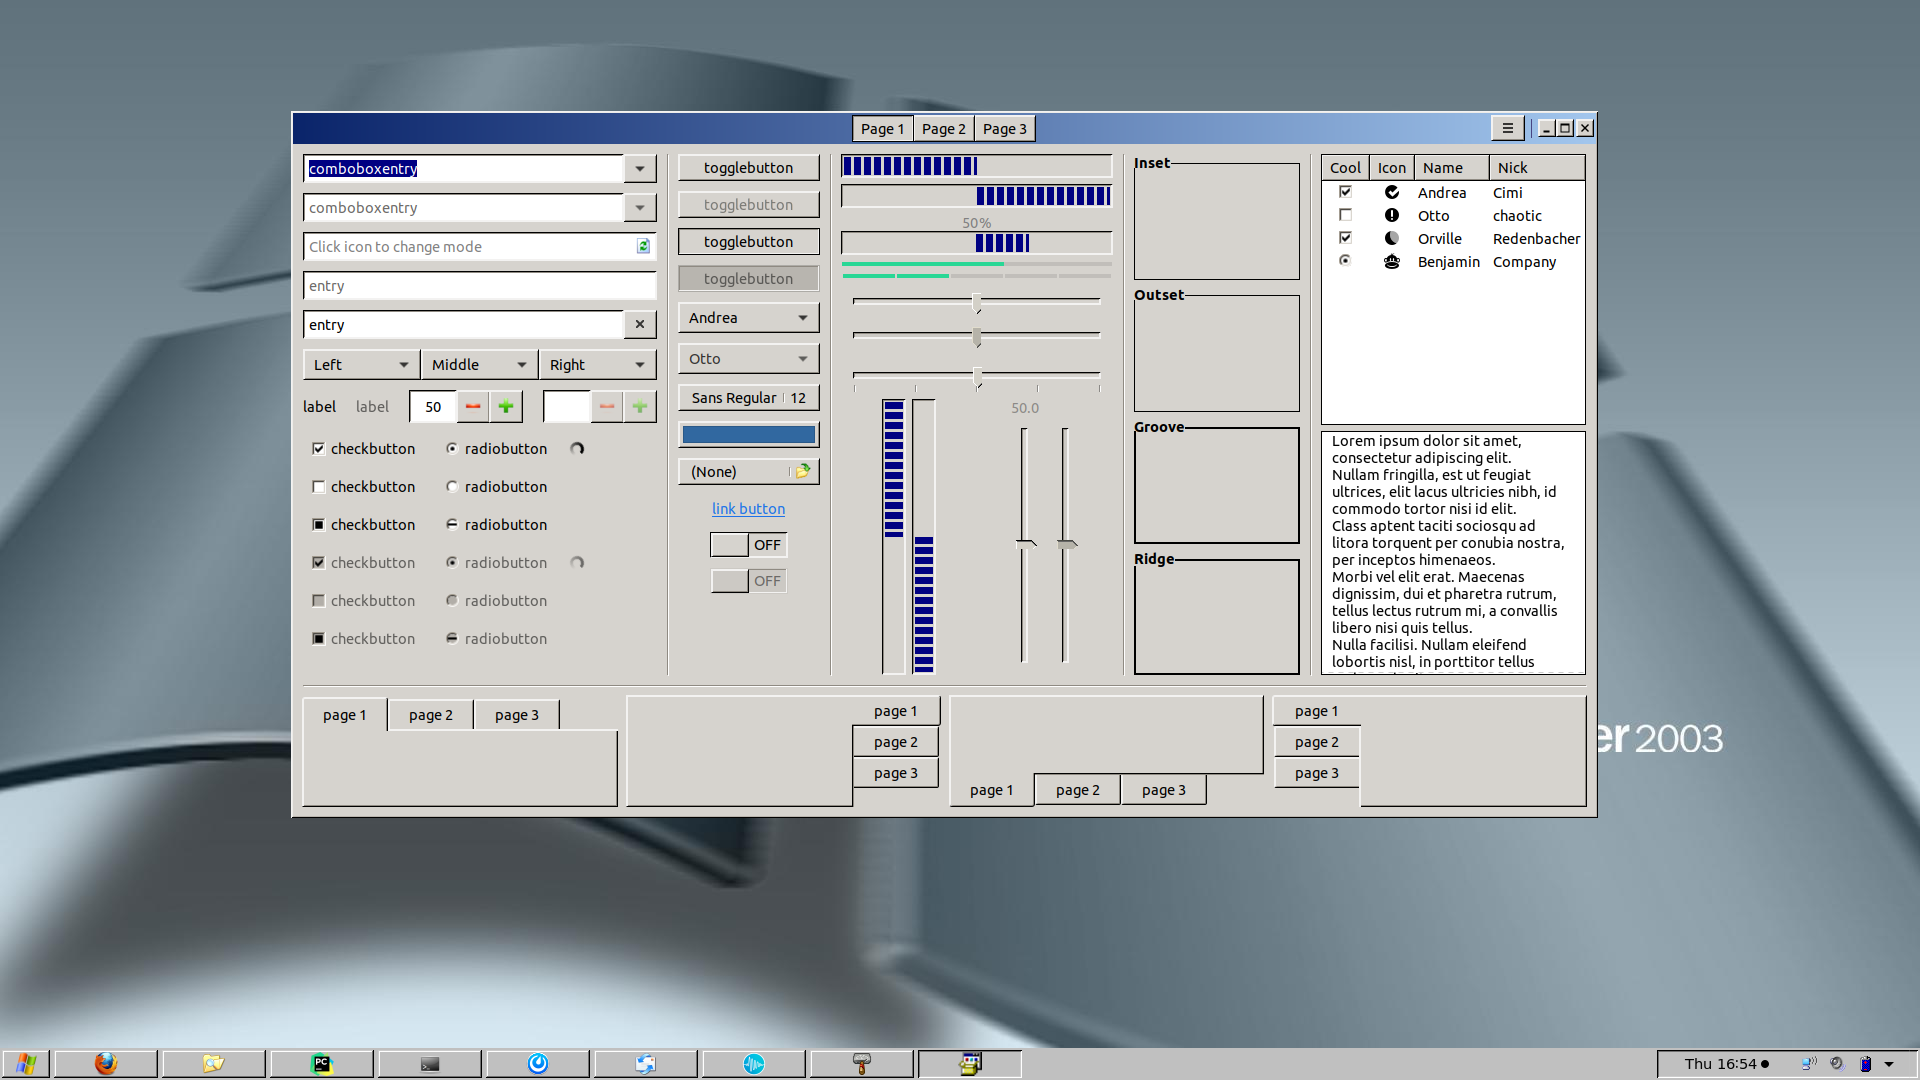 Page 1 Page 2 Page 3
comboboxentry
comboboxentry
Click icon to change mode
entry
entry
Left Middle Right
label label 50
checkbutton radiobutton
checkbutton radiobutton
checkbutton radiobutton
checkbutton radiobutton
checkbutton radiobutton
checkbutton radiobutton
togglebutton
togglebutton
togglebutton
togglebutton
Andrea
Otto
Sans Regular 12
(None)
link button
OFF
OFF
50%
50.0
Inset
Outset
Groove
Ridge
Cool Icon Name Nick
Andrea Cimi
Otto chaotic
Orville Redenbacher
Benjamin Company
Lorem ipsum dolor sit amet,
consectetur adipiscing elit.
Nullam fringilla, est ut feugiat
ultrices, elit lacus ultricies nibh, id
commodo tortor nisi id elit.
Class aptent taciti sociosqu ad
litora torquent per conubia nostra,
per inceptos himenaeos.
Morbi vel elit erat. Maecenas
dignissim, dui et pharetra rutrum,
tellus lectus rutrum mi, a convallis
libero nisi quis tellus.
Nulla facilisi. Nullam eleifend
lobortis nisl, in porttitor tellus
page 1 page 2 page 3
page 1
page 2
page 3
page 1 page 2 page 3
page 1
page 2
page 3
er 2003
PC
Thu 16:54